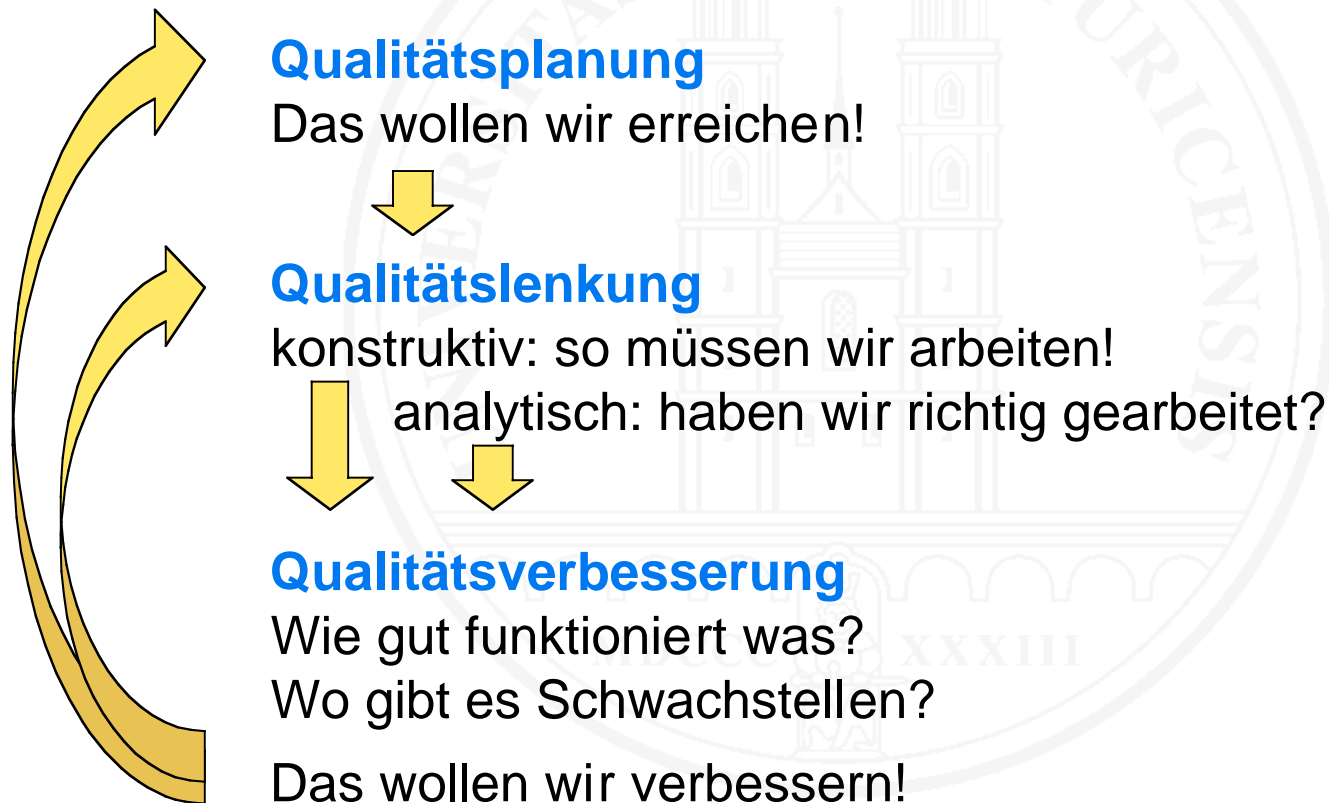 Qualitätsplanung
Das wollen wir erreichen!
Qualitätslenkung
konstruktiv: so müssen wir arbeiten!
analytisch: haben wir richtig gearbeitet?
Qualitätsverbesserung
Wie gut funktioniert was?
Wo gibt es Schwachstellen?
Das wollen wir verbessern!